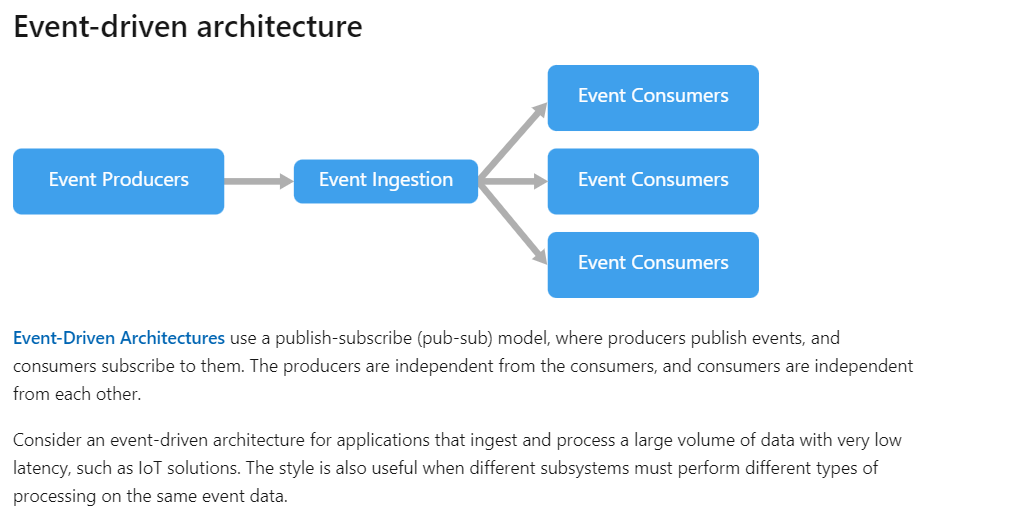 Event-driven architecture
Event Consumers
Event Producers
Event Ingestion
Event Consumers
Event Consumers
Event-Driven Architectures use a publish-subscribe (pub-sub) model, where producers publish events, and
consumers subscribe to them. The producers are independent from the consumers, and consumers are independent
from each other.
Consider an event-driven architecture for applications that ingest and process a large volume of data with very low
latency, such as IoT solutions. The style is also useful when different subsystems must perform different types of
processing on the same event data.